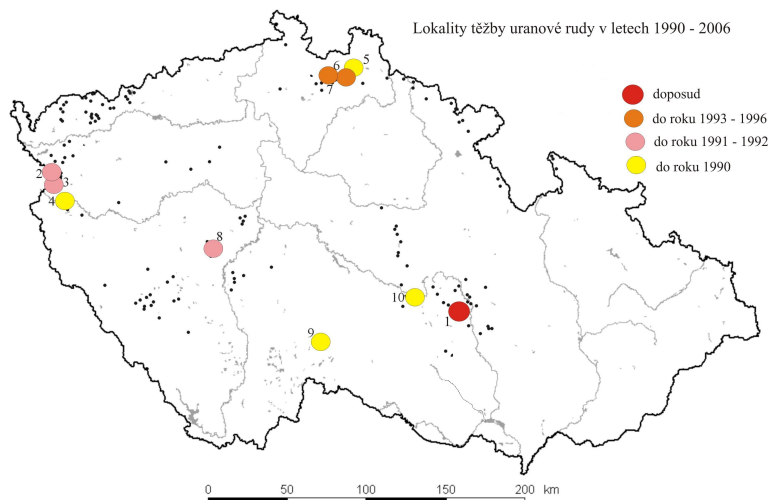 Lokality těžby uranové rudy v letech 1990 - 2006
doposud
do roku 1993 - 1996
do roku 1991 - 1992
do roku 1990
5
6
7
2
3
4
8
10
1
9
0 50 100 150 200 km